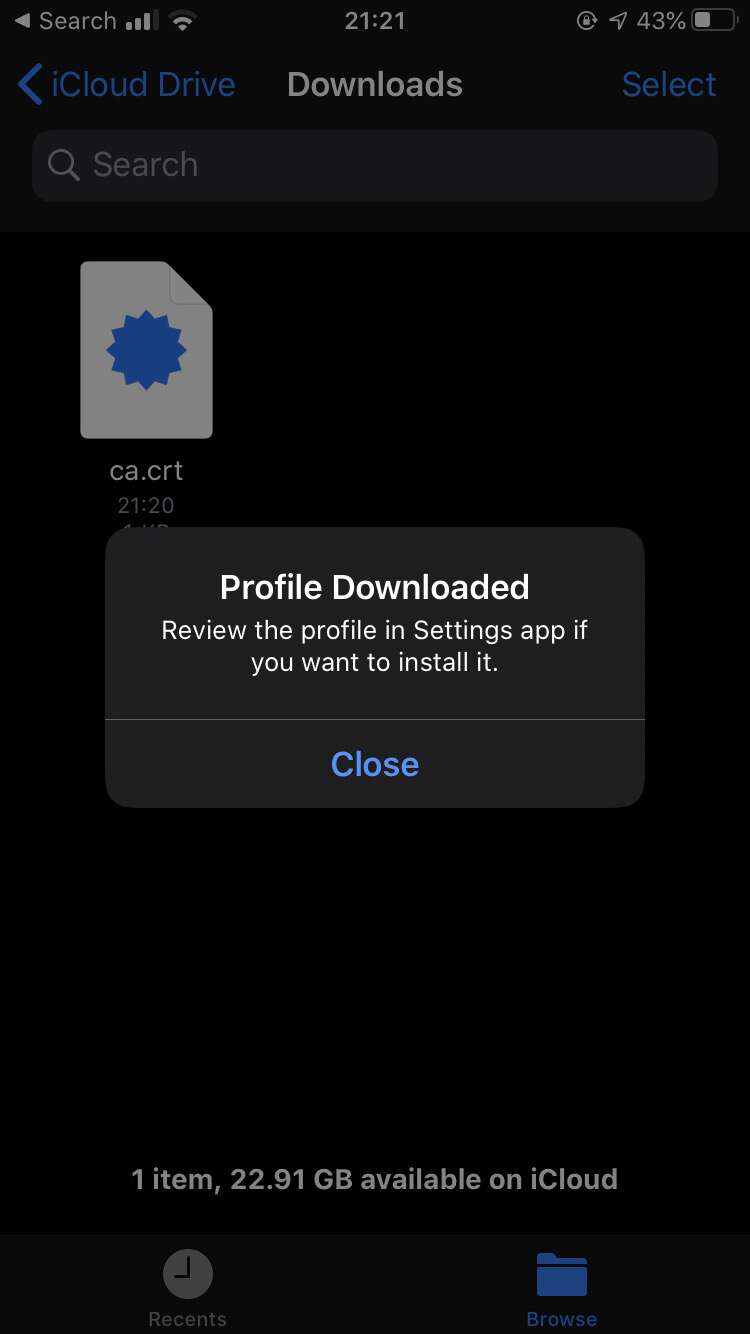 Search
21:21
43%
iCloud Drive
Downloads
Select
Search
ca.crt
21:20
Profile Downloaded
Review the profile in Settings app if
you want to install it.
Close
1 item, 22.91 GB available on iCloud
Recents
Browse